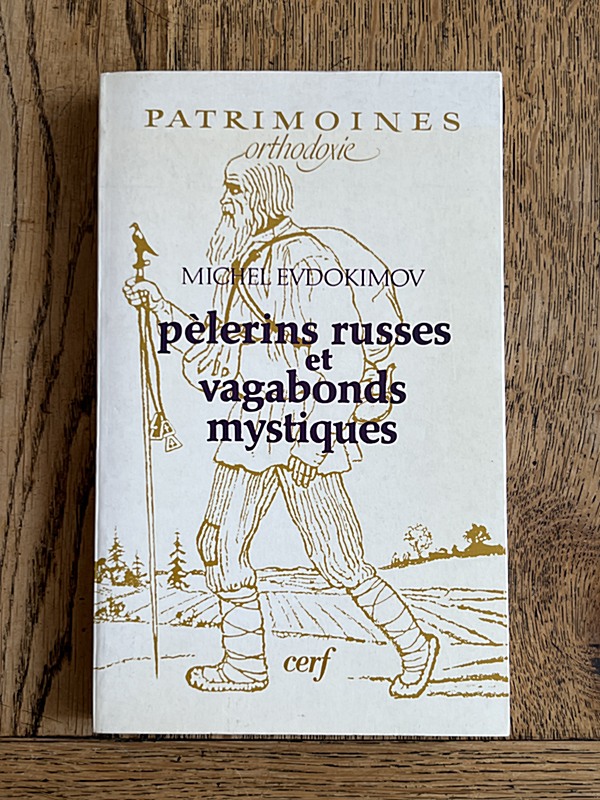 PATRIMOINES
orthodoxie
MICHEL EVDOKIMOV
pèlerins russes
et
vagabonds
mystiques
cerf